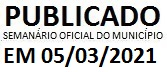 PUBLICADO
SEMANÁRIO OFICIAL DO MUNICÍPIO
EM 05/03/2021